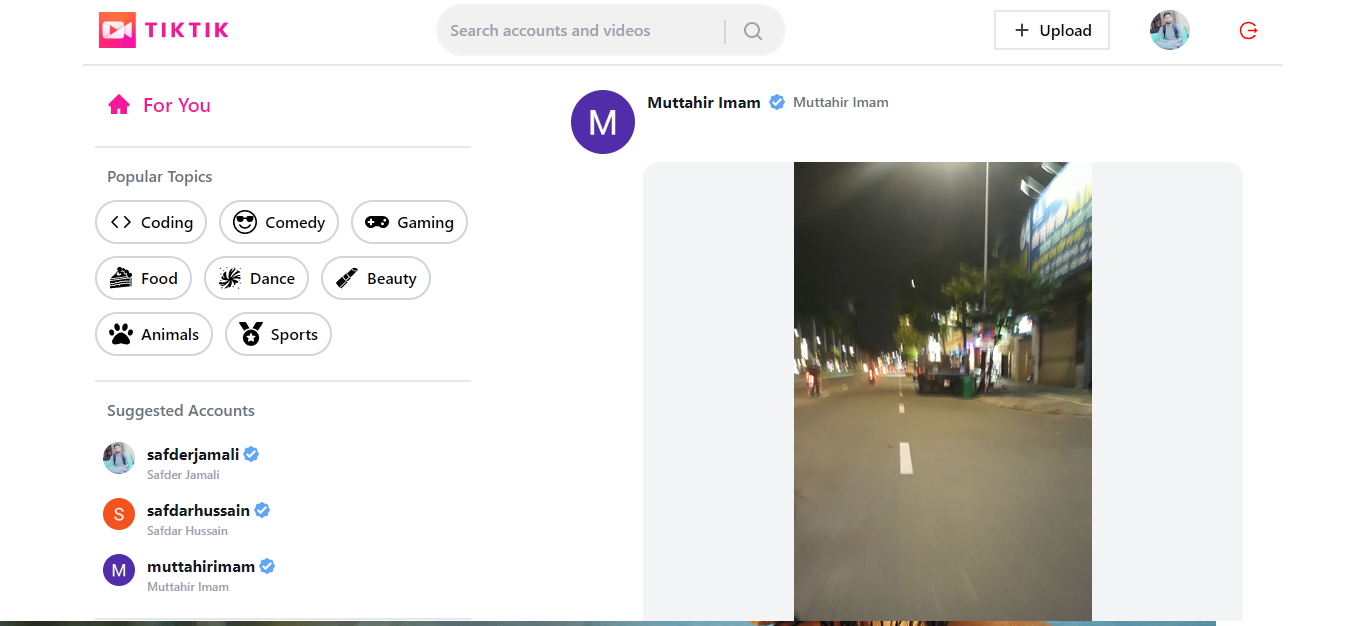 TIKTIK
Search accounts and videos
Upload
For You
Popular Topics
Coding
Comedy
Gaming
Food
Dance
Beauty
Animals
Sports
Suggested Accounts
safderjamali
Safder Jamali
S
safdarhussain
Safdar Hussain
M
muttahirimam
Muttahir Imam
M
Muttahir Imam Muttahir Imam